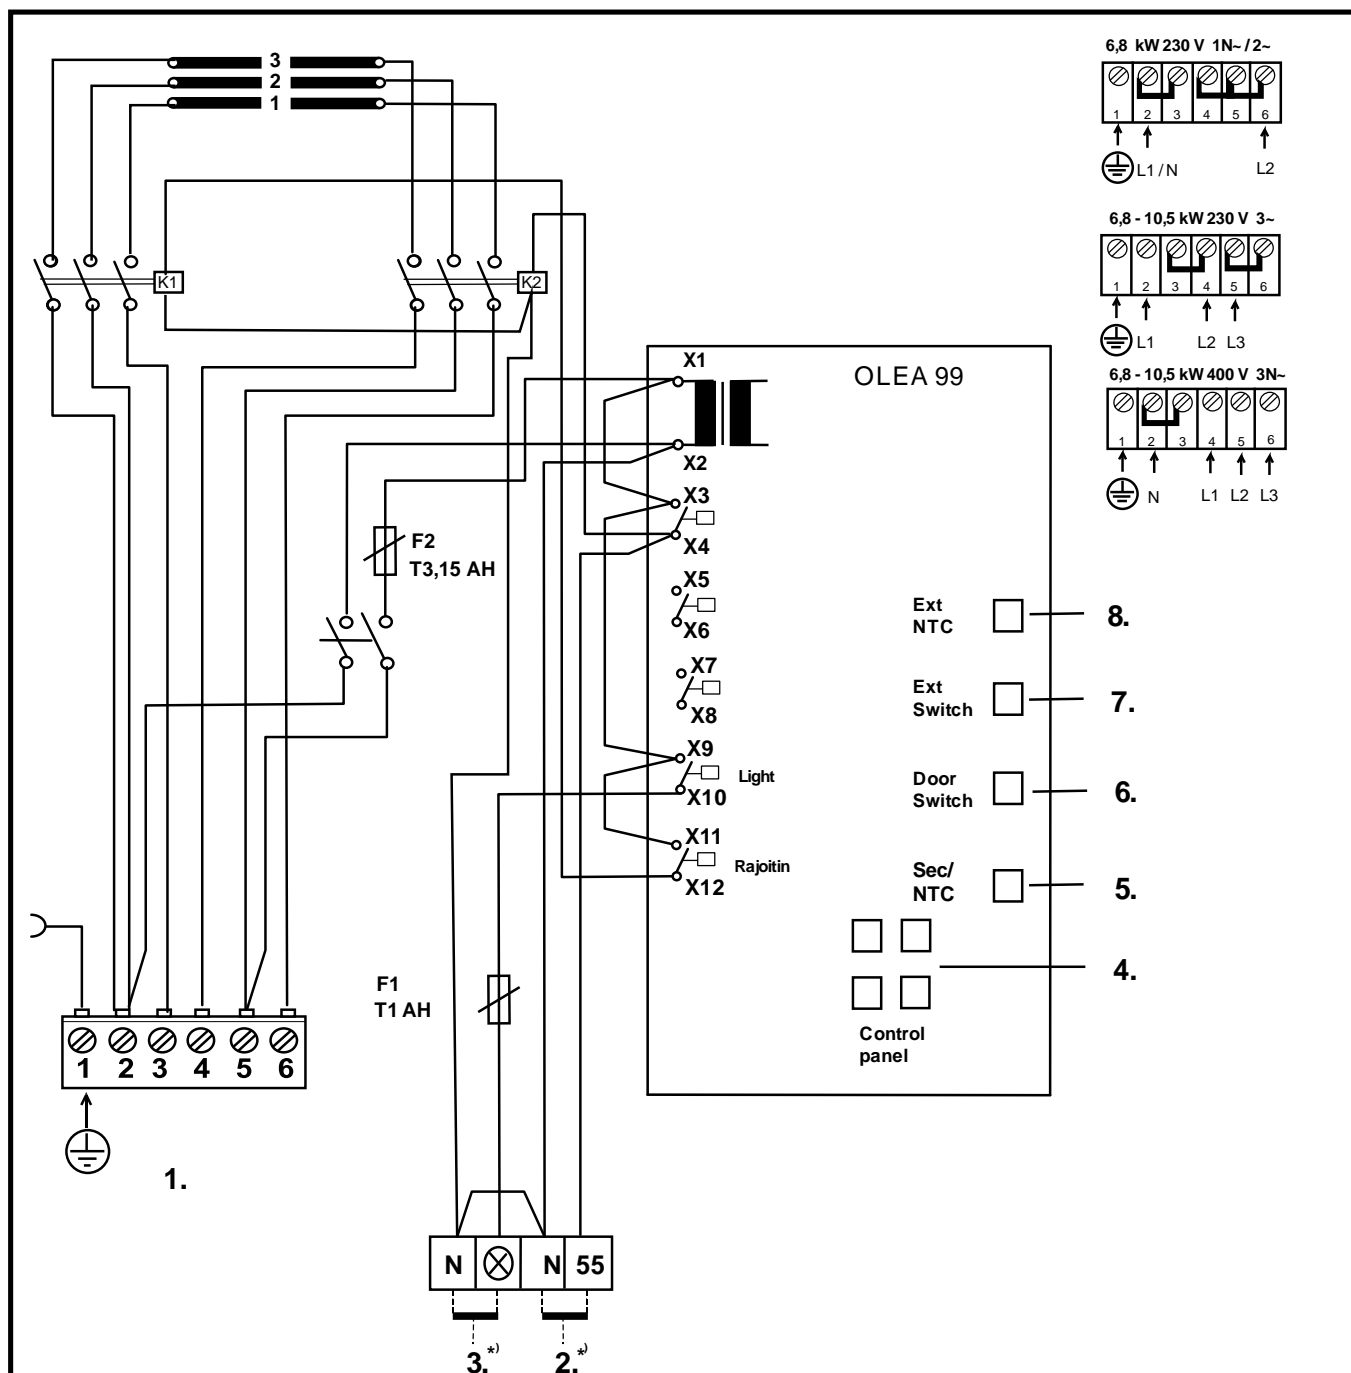 3
2
1
K1
K2
6,8 kW 230 V 1N~ / 2~
1 2 3 4 5 6
L1 / N L2
6,8 - 10,5 kW 230 V 3~
1 2 3 4 5 6
L1 L2 L3
6,8 - 10,5 kW 400 V 3N~
1 2 3 4 5 6
N L1 L2 L3
OLEA 99
X1
X2
X3
X4
X5
X6
X7
X8
X9
Light
X10
X11
Rajoitin
X12
F2
T3,15 AH
Ext
NTC
8.
Ext
Switch
7.
Door
Switch
6.
Sec/
NTC
5.
4.
Control
panel
F1
T1 AH
1 2 3 4 5 6
1.
N N 55
3.*) 2.*)